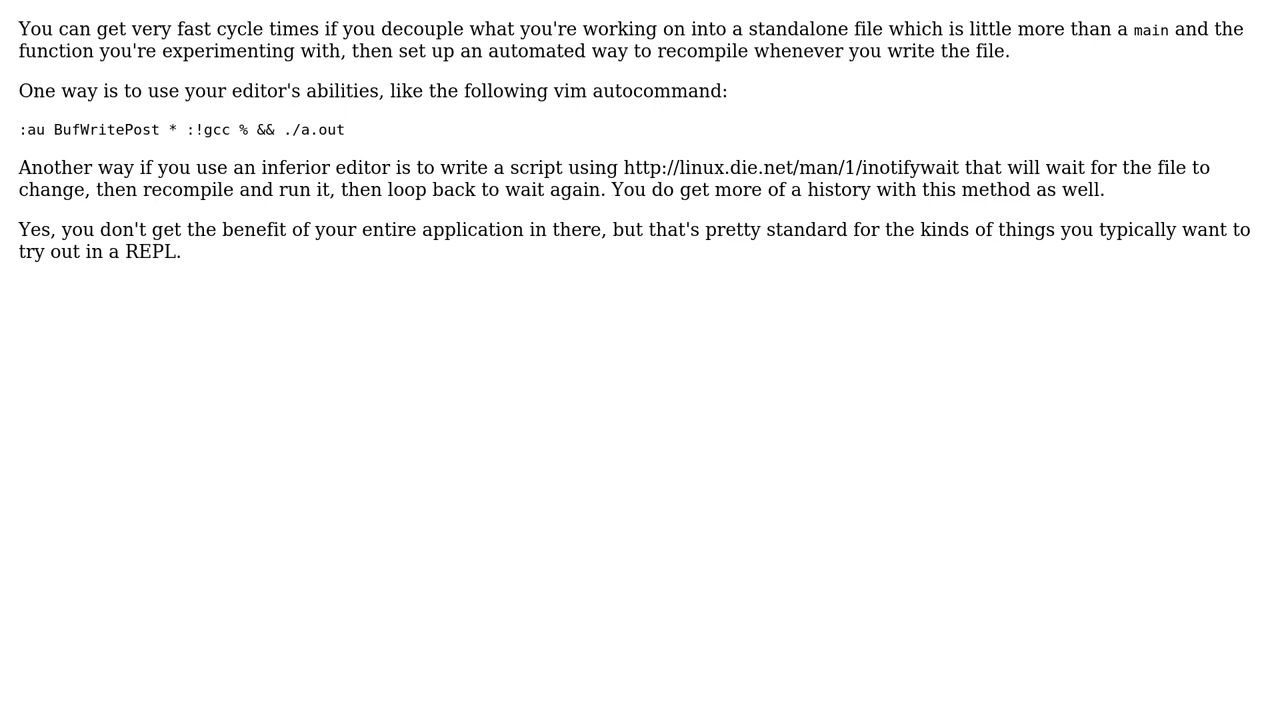 You can get very fast cycle times if you decouple what you're working on into a standalone file which is little more than a main and the
function you're experimenting with, then set up an automated way to recompile whenever you write the file.
One way is to use your editor's abilities, like the following vim autocommand:
:au BufWritePost * :!gcc % && ./a.out
Another way if you use an inferior editor is to write a script using http://linux.die.net/man/1/inotifywait that will wait for the file to
change, then recompile and run it, then loop back to wait again. You do get more of a history with this method as well.
Yes, you don't get the benefit of your entire application in there, but that's pretty standard for the kinds of things you typically want to
try out in a REPL.